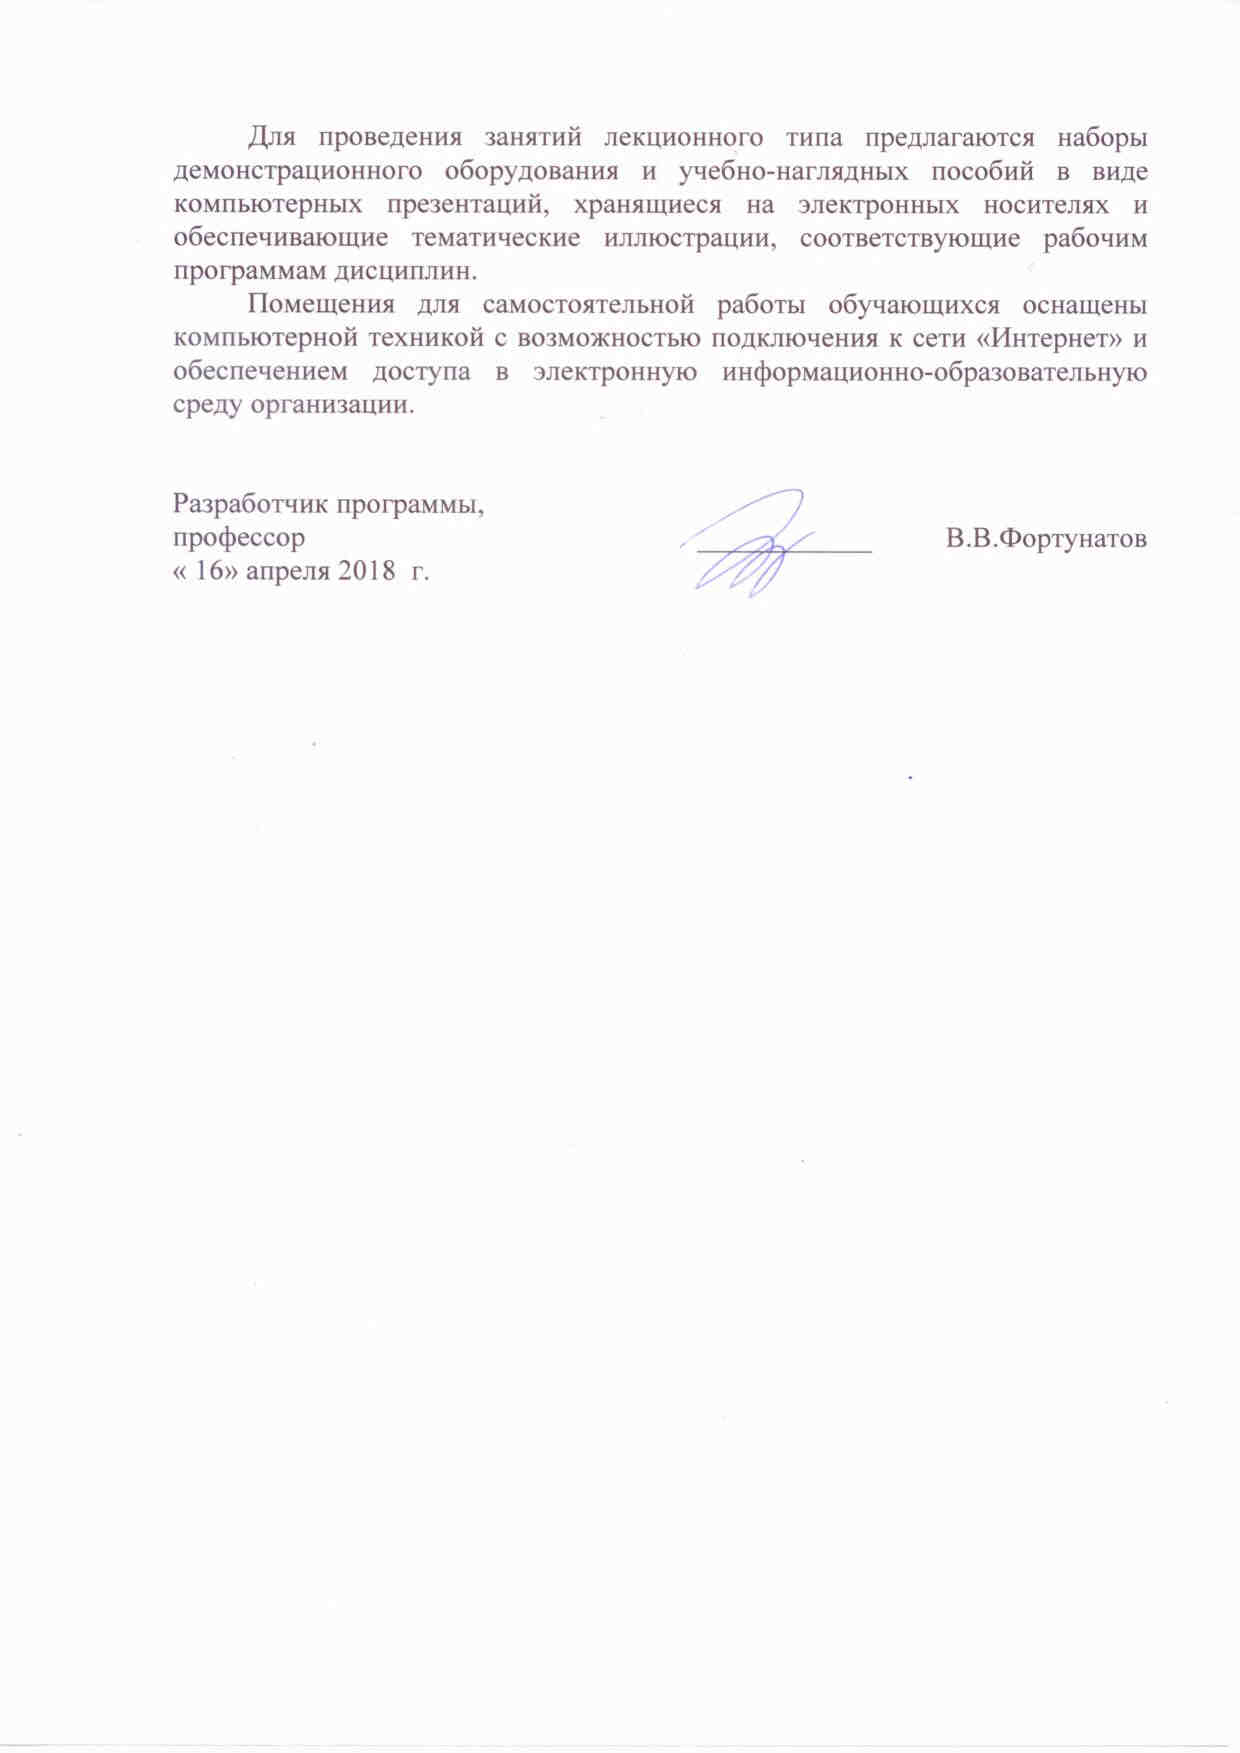 Для проведения занятий лекционного типа предлагаются наборы
демонстрационного оборудования и учебно-наглядных пособий в виде
компьютерных презентаций, хранящиеся на электронных носителях и
обеспечивающие тематические иллюстрации, соответствующие рабочим
программам дисциплин.
Помещения для самостоятельной работы обучающихся оснащены
компьютерной техникой с возможностью подключения к сети «Интернет» и
обеспечением доступа в электронную информационно-образовательную
среду организации.
Разработчик программы,
профессор В.В.Фортунатов
« 16» апреля 2018 г.